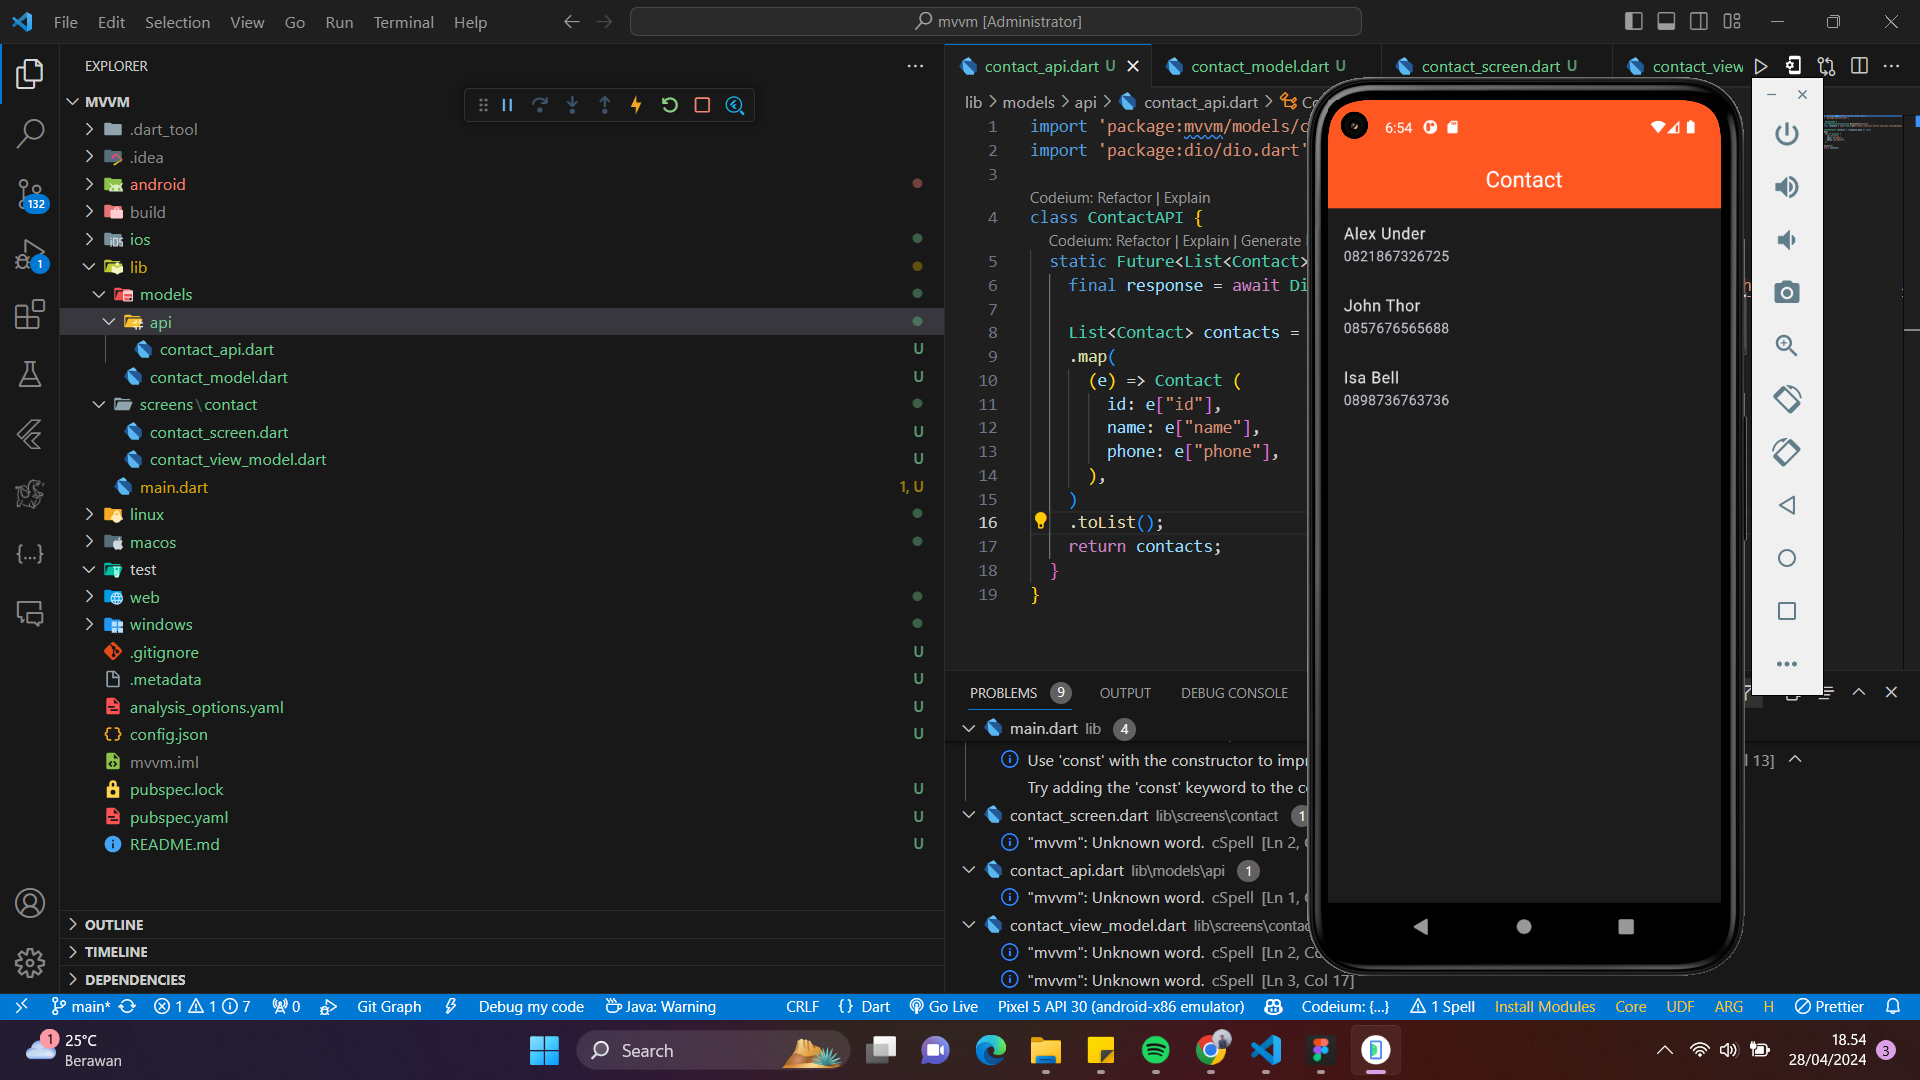 File Edit Selection View Go Run Terminal Help
mvvm [Administrator]
EXPLORER
MVVM
.dart_tool
.idea
android
build
ios
lib
models
api
contact_api.dart U
contact_model.dart U
screens\contact
contact_screen.dart U
contact_view_model.dart U
main.dart 1, U
linux
macos
test
web
windows
.gitignore U
.metadata U
analysis_options.yaml U
config.json U
mvvm.iml
pubspec.lock U
pubspec.yaml U
README.md U
OUTLINE
TIMELINE
DEPENDENCIES
132
1
contact_api.dart U
contact_model.dart U
contact_screen.dart U
contact_view
lib > models > api > contact_api.dart >
1 import 'package:mvvm/models/c
2 import 'package:dio/dio.dart'
3
Codeium: Refactor | Explain
4 class ContactAPI {
Codeium: Refactor | Explain | Generate
5 static Future<List<Contact>
6 final response = await Di
7
8 List<Contact> contacts =
9 .map(
10 (e) => Contact (
11 id: e["id"],
12 name: e["name"],
13 phone: e["phone"],
14 ),
15 )
16 .toList();
17 return contacts;
18 }
19 }
PROBLEMS 9 OUTPUT DEBUG CONSOLE
main.dart lib 4
Use 'const' with the constructor to impr
13]
Try adding the 'const' keyword to the c
contact_screen.dart lib\screens\contact 1
"mvvm": Unknown word. cSpell [Ln 2,
contact_api.dart lib\models\api 1
"mvvm": Unknown word. cSpell [Ln 1,
contact_view_model.dart lib\screens\contac
"mvvm": Unknown word. cSpell [Ln 2, C
"mvvm": Unknown word. cSpell [Ln 3, Col 17]
6:54
Contact
Alex Under
0821867326725
John Thor
0857676565688
Isa Bell
0898736763736
main* 1 1 7 0 Git Graph Debug my code Java: Warning CRLF {} Dart Go Live Pixel 5 API 30 (android-x86 emulator) Codeium: {...} 1 Spell Install Modules Core UDF ARG H Prettier
1
25°C
Berawan
Search
18.54
28/04/2024
3